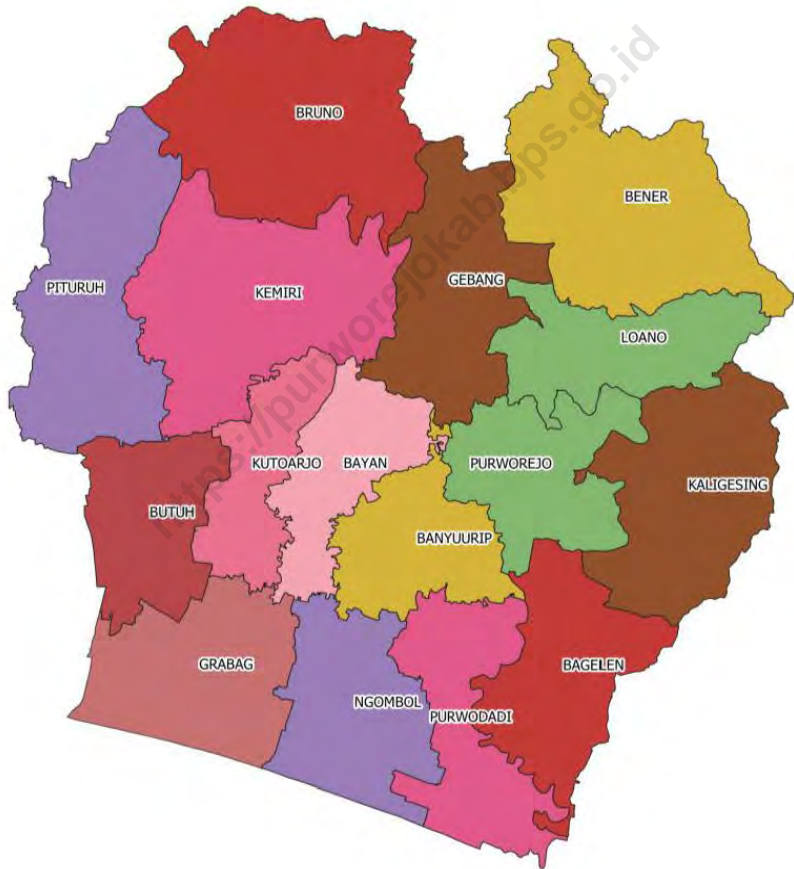 BRUNO
BENER
PITURUH
KEMIRI
GEBANG
LOANO
KUTOARJO
BAYAN
PURWOREJO
KALIGESING
BUTUH
BANYUURIP
GRABAG
BAGELEN
NGOMBOL
PURWODADI
https://purworejokab.bps.go.id